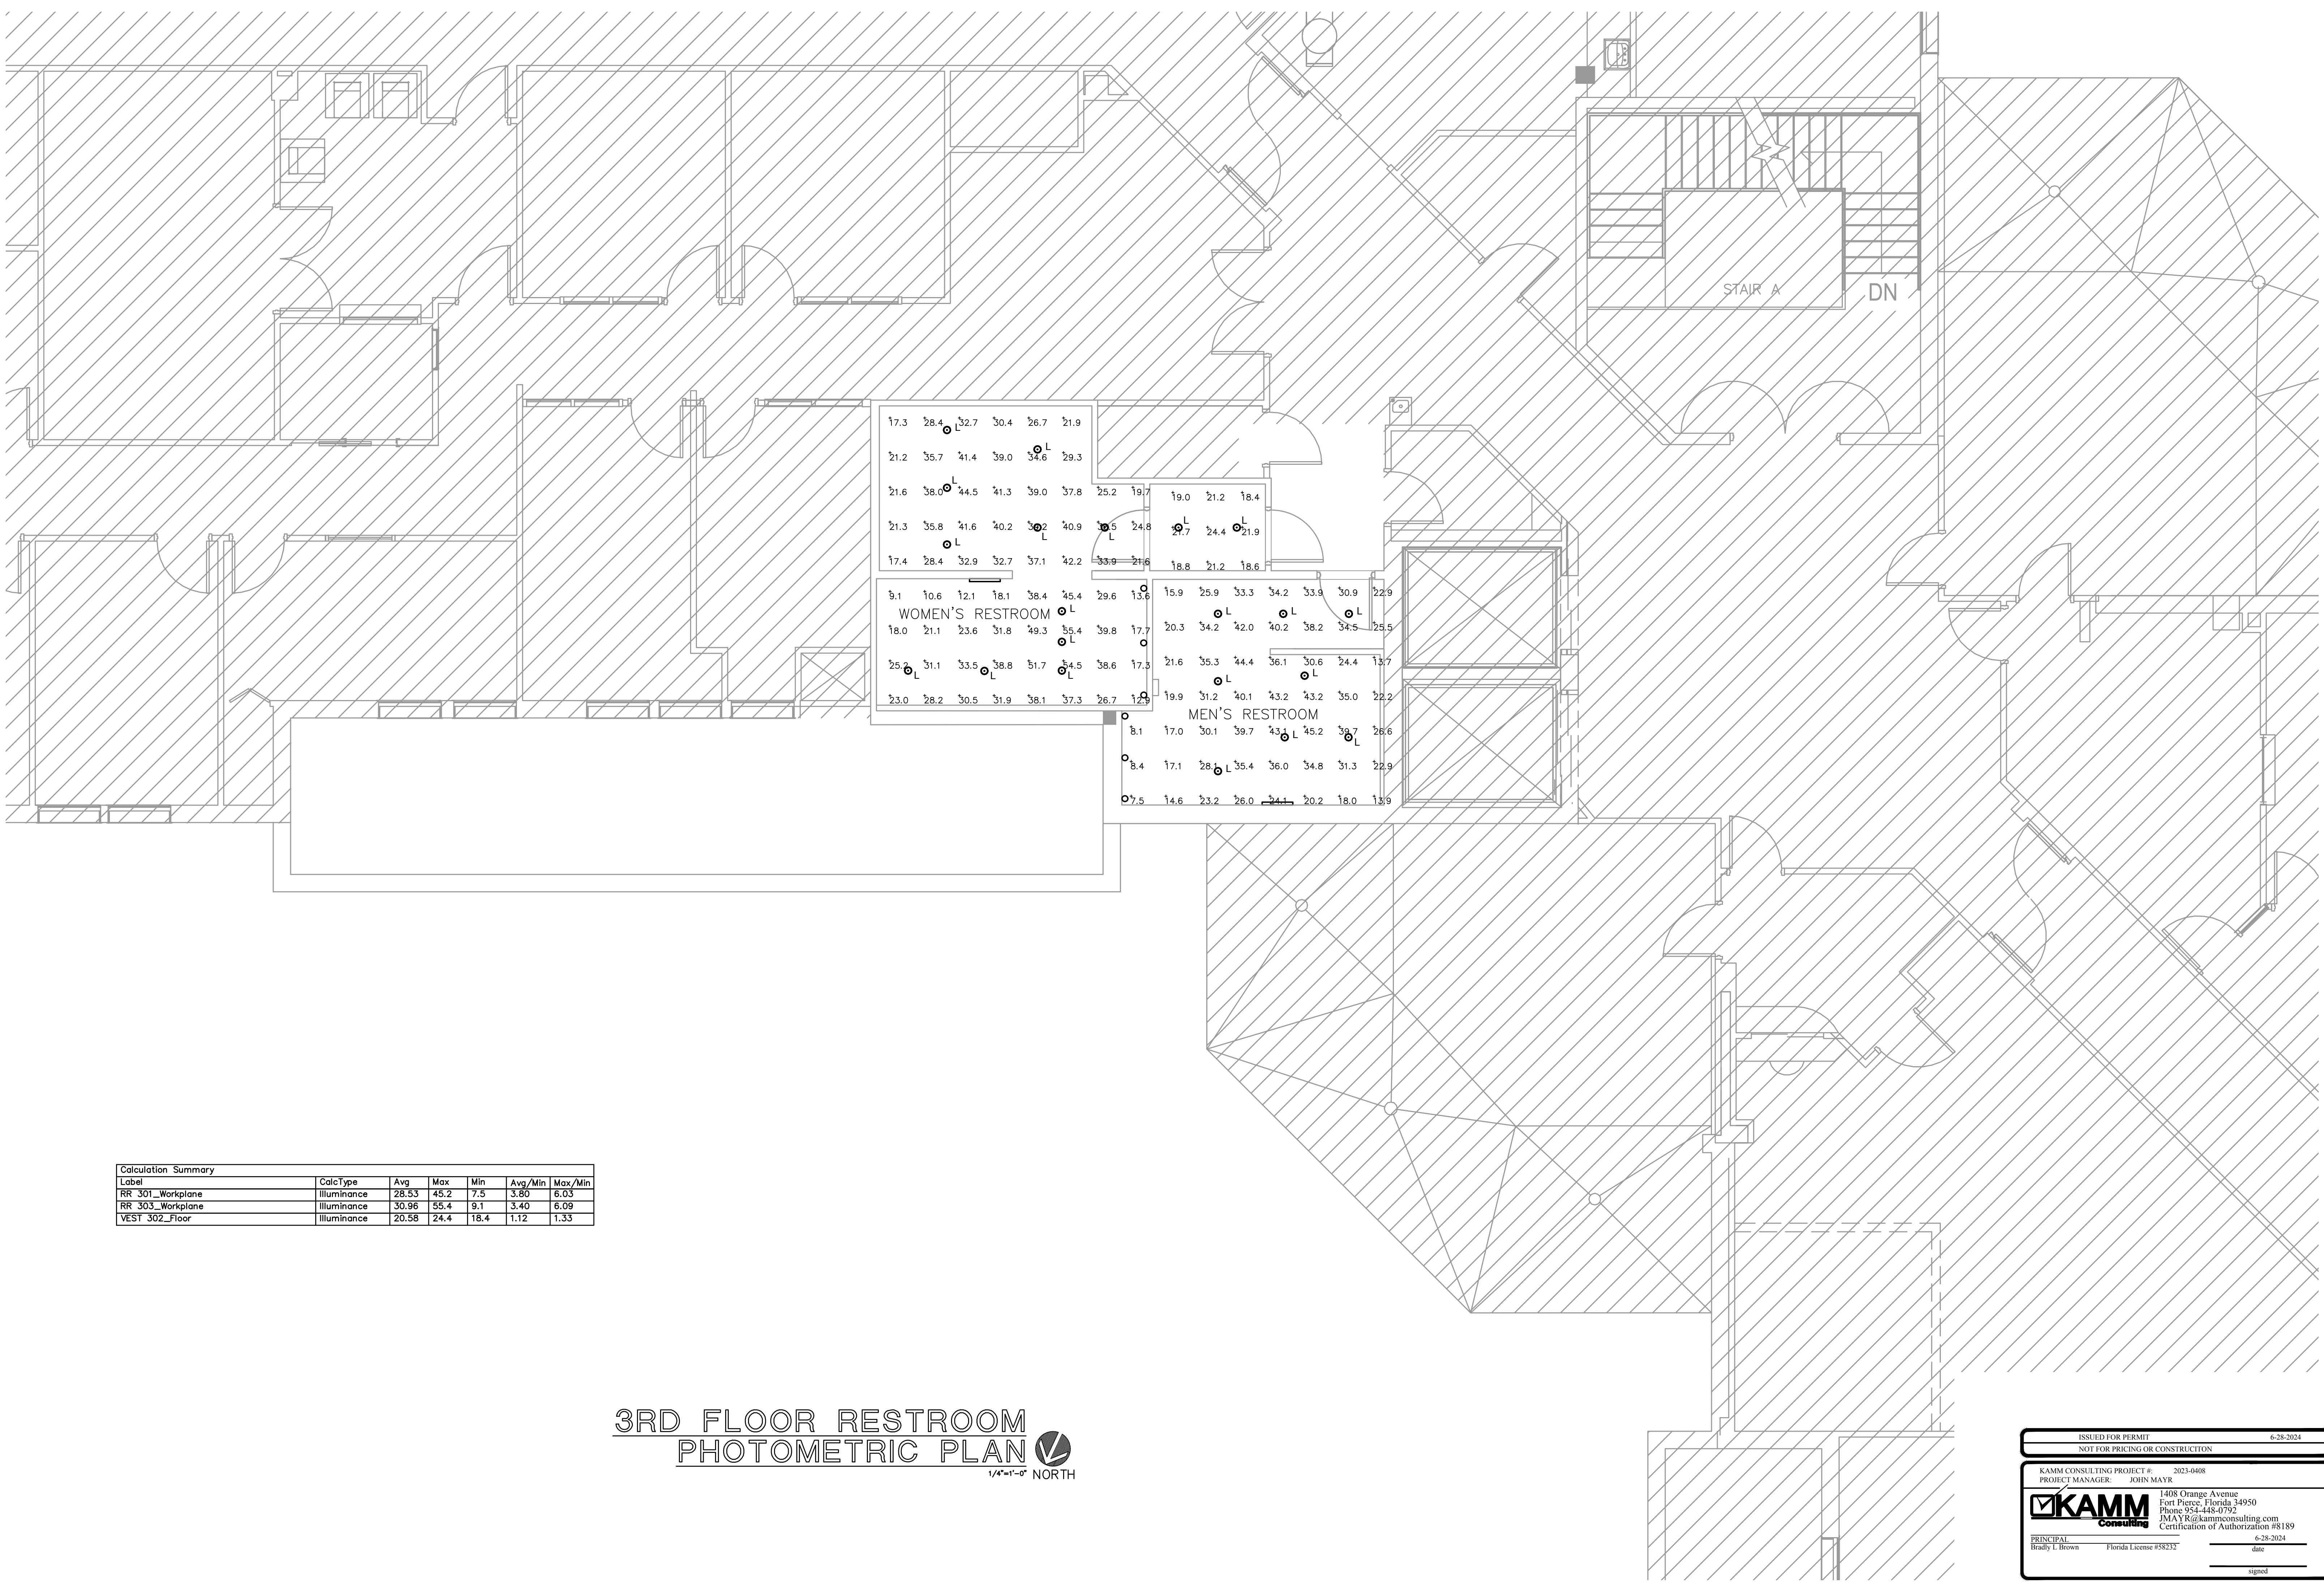 STAIR A
DN
17.3 28.4 L 32.7 30.4 26.7 21.9
L
21.2 35.7 41.4 39.0 34.6 29.3
L
21.6 38.0 44.5 41.3 39.0 37.8 25.2 19.7
19.0 21.2 18.4
L L
21.3 35.8 41.6 40.2 40.9 24.8
21.7 24.4 21.9
L L L
17.4 28.4 32.9 32.7 37.1 42.2 33.9 21.6
18.8 21.2 18.6
9.1 10.6 12.1 18.1 38.4 45.4 29.6 13.6
15.9 25.9 33.3 34.2 33.9 30.9 22.9
WOMEN'S RESTROOM L
L L L
18.0 21.1 23.6 31.8 49.3 55.4 39.8 17.7
20.3 34.2 42.0 40.2 38.2 34.5 25.5
L
25.2 31.1 33.5 38.8 51.7 54.5 38.6 17.3
21.6 35.3 44.4 36.1 30.6 24.4 13.7
L L L
L L
23.0 28.2 30.5 31.9 38.1 37.3 26.7 12.9
19.9 31.2 40.1 43.2 43.2 35.0 22.2
MEN'S RESTROOM
8.1 17.0 30.1 39.7 43.1 45.2 39.7 26.6
L L
8.4 17.1 28.1 35.4 36.0 34.8 31.3 22.9
L
7.5 14.6 23.2 26.0 24.1 20.2 18.0 13.9
Calculation Summary
Label CalcType Avg Max Min Avg/Min Max/Min
RR 301_Workplane Illuminance 28.53 45.2 7.5 3.80 6.03
RR 303_Workplane Illuminance 30.96 55.4 9.1 3.40 6.09
VEST 302_Floor Illuminance 20.58 24.4 18.4 1.12 1.33
3RD FLOOR RESTROOM
PHOTOMETRIC PLAN
1/4"=1'-0" NORTH
ISSUED FOR PERMIT 6-28-2024
NOT FOR PRICING OR CONSTRUCITON
KAMM CONSULTING PROJECT #: 2023-0408
PROJECT MANAGER: JOHN MAYR
KAMM
Consulting
1408 Orange Avenue
Fort Pierce, Florida 34950
Phone 954-448-0792
JMAYR@kammconsulting.com
Certification of Authorization #8189
PRINCIPAL 6-28-2024
Bradly L Brown Florida License #58232 date
signed